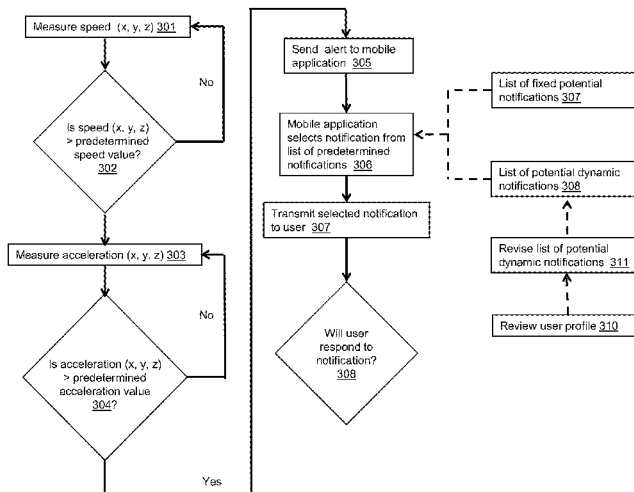 Measure speed (x, y, z) 301
No
Is speed (x, y, z)
> predetermined
speed value?
302
Measure acceleration (x, y, z) 303
No
Is acceleration (x, y, z)
> predetermined
acceleration value
304?
Yes
Send alert to mobile
application 305
Mobile application
selects notification from
list of predetermined
notifications 306
Transmit selected notification
to user 307
Will user
respond to
notification?
308
List of fixed potential
notifications 307
List of potential dynamic
notifications 308
Revise list of potential
dynamic notifications 311
Review user profile 310